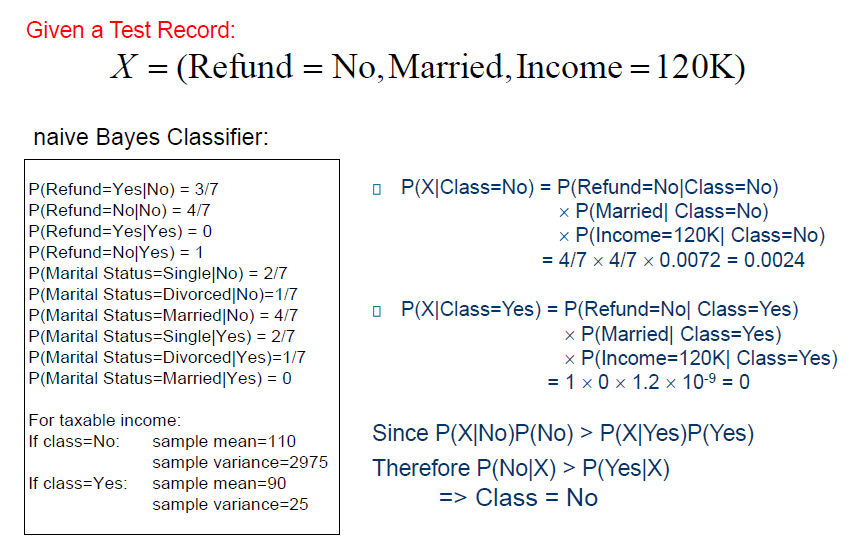 Given a Test Record:
X = (Refund = No, Married, Income = 120K)
naive Bayes Classifier:
P(Refund=Yes|No) = 3/7
P(Refund=No|No) = 4/7
P(Refund=Yes|Yes) = 0
P(Refund=No|Yes) = 1
P(Marital Status=Single|No) = 2/7
P(Marital Status=Divorced|No)=1/7
P(Marital Status=Married|No) = 4/7
P(Marital Status=Single|Yes) = 2/7
P(Marital Status=Divorced|Yes)=1/7
P(Marital Status=Married|Yes) = 0
For taxable income:
If class=No: sample mean=110
sample variance=2975
If class=Yes: sample mean=90
sample variance=25
P(X|Class=No) = P(Refund=No|Class=No)
× P(Married| Class=No)
× P(Income=120K| Class=No)
= 4/7 × 4/7 × 0.0072 = 0.0024
P(X|Class=Yes) = P(Refund=No| Class=Yes)
× P(Married| Class=Yes)
× P(Income=120K| Class=Yes)
= 1 × 0 × 1.2 × 10⁻⁹ = 0
Since P(X|No)P(No) > P(X|Yes)P(Yes)
Therefore P(No|X) > P(Yes|X)
=> Class = No